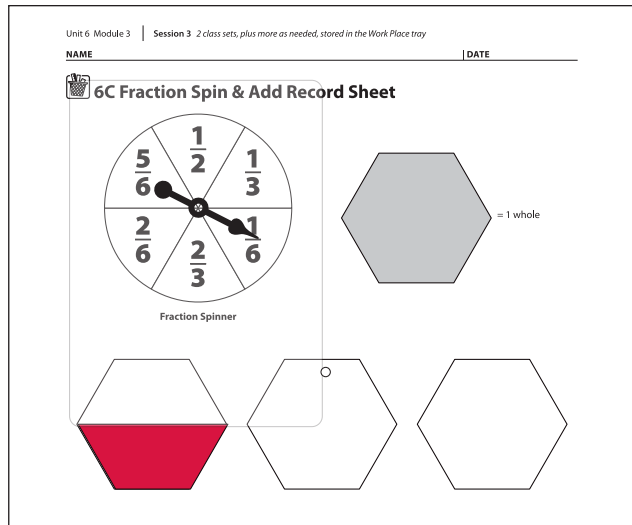 Unit 6 Module 3 | Session 3 2 class sets, plus more as needed, stored in the Work Place tray
NAME | DATE
6C Fraction Spin & Add Record Sheet
1/2
5/6
1/3
2/6
1/6
2/3
= 1 whole
Fraction Spinner